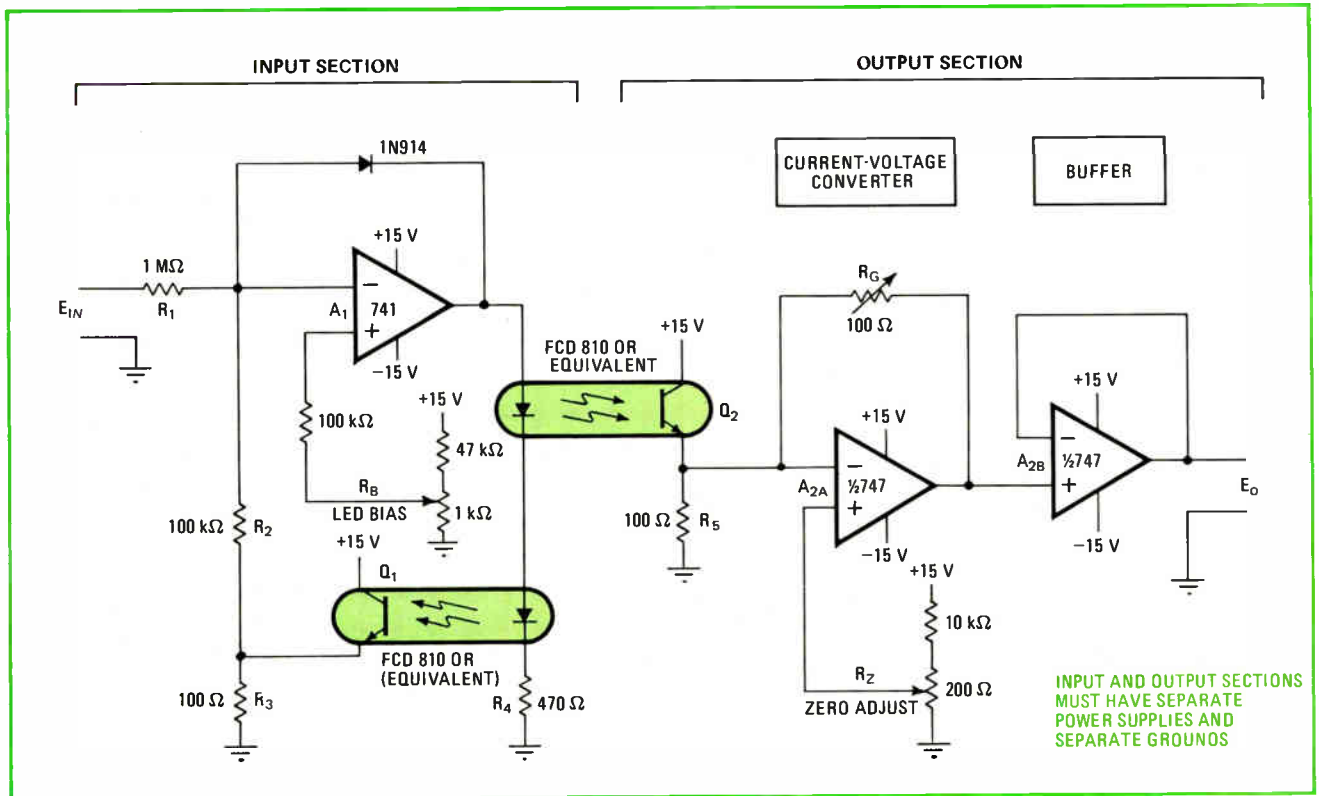 INPUT SECTION
OUTPUT SECTION
1N914
CURRENT-VOLTAGE
CONVERTER
BUFFER
+15 V
1 MΩ
R1
EIN
A1
741
−
+
−15 V
100 kΩ
+15 V
47 kΩ
RB
LED BIAS
1 kΩ
FCD 810 OR
EQUIVALENT
+15 V
Q2
RG
100 Ω
+15 V
A2A
½747
−
+
−15 V
+15 V
A2B
½747
−
+
−15 V
EO
100 Ω
R5
100 kΩ
R2
+15 V
Q1
FCD 810 OR
(EQUIVALENT)
100 Ω
R3
R4
470 Ω
+15 V
10 kΩ
RZ
ZERO ADJUST
200 Ω
INPUT AND OUTPUT SECTIONS
MUST HAVE SEPARATE
POWER SUPPLIES AND
SEPARATE GROUNDS